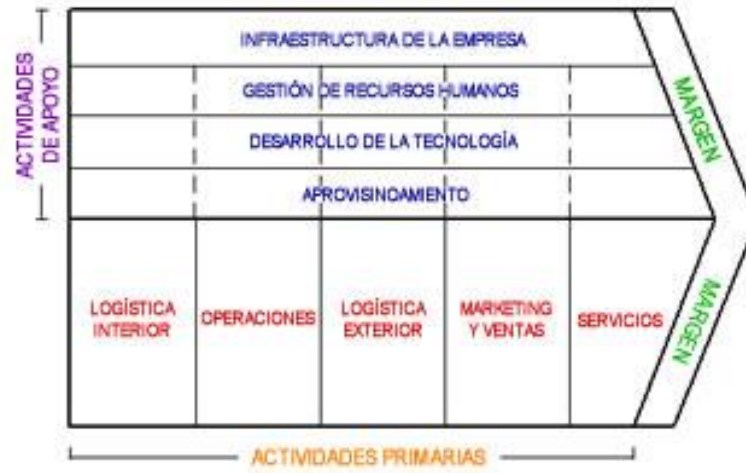 ACTIVIDADES
DE APOYO
INFRAESTRUCTURA DE LA EMPRESA
GESTIÓN DE RECURSOS HUMANOS
DESARROLLO DE LA TECNOLOGÍA
APROVISINOAMIENTO
MARGEN
LOGÍSTICA
INTERIOR
OPERACIONES
LOGÍSTICA
EXTERIOR
MARKETING
Y VENTAS
SERVICIOS
MARGEN
ACTIVIDADES PRIMARIAS